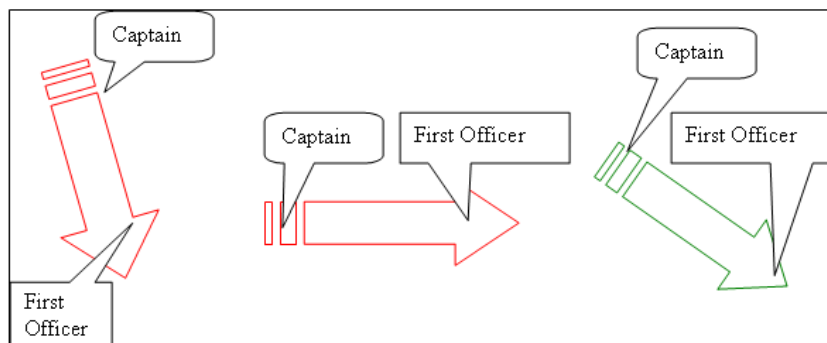 Captain
First
Officer
Captain
First Officer
Captain
First Officer